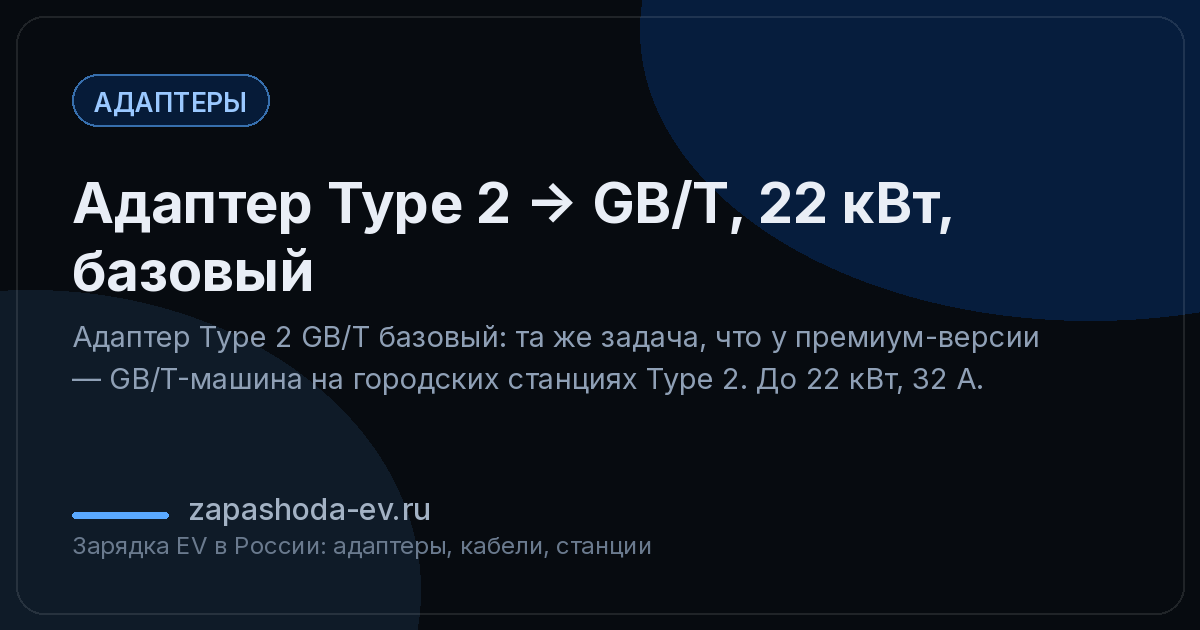 АДАПТЕРЫ
Адаптер Type 2 → GB/T, 22 кВт,
базовый
Адаптер Type 2 GB/T базовый: та же задача, что у премиум-версии
— GB/T-машина на городских станциях Type 2. До 22 кВт, 32 А.
zapashoda-ev.ru
Зарядка EV в России: адаптеры, кабели, станции